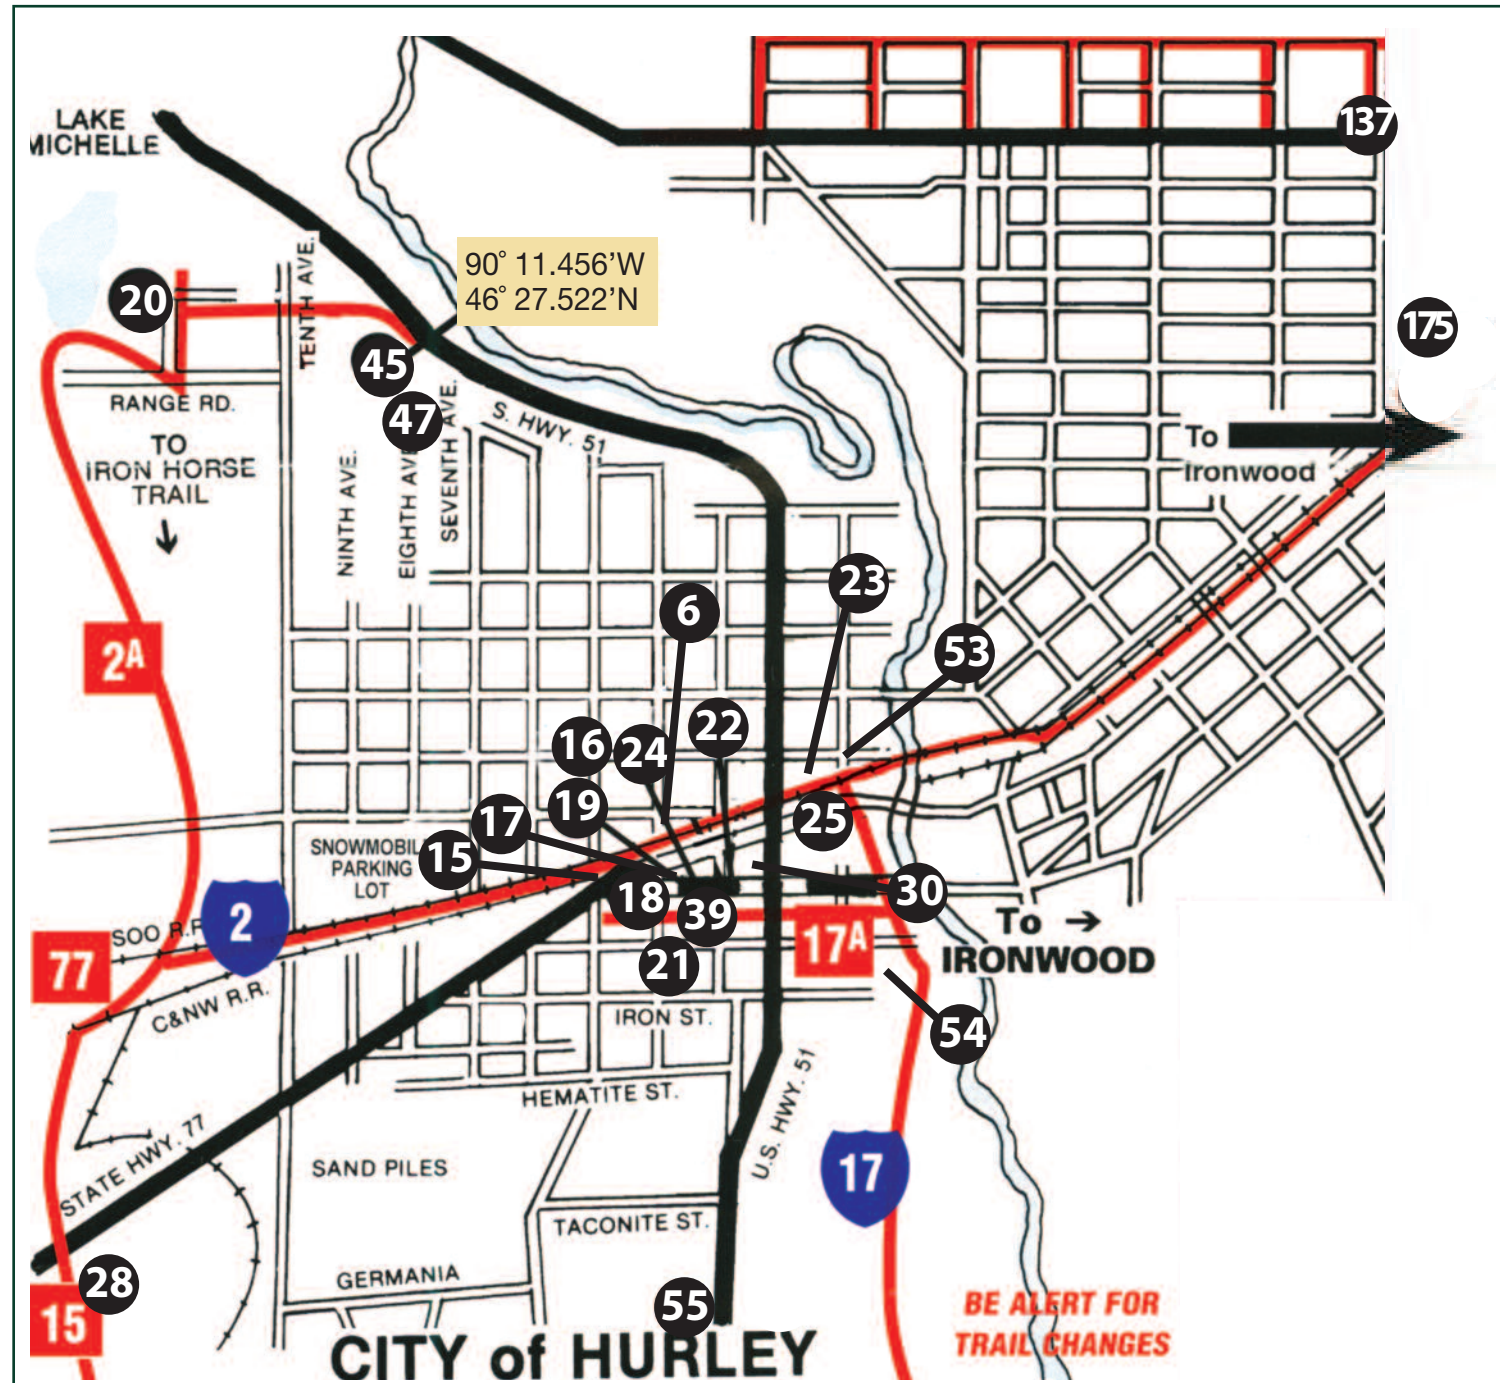 LAKE
MICHELLE
137
90° 11.456'W
46° 27.522'N
TENTH AVE.
20
175
45
RANGE RD.
47
S. HWY. 51
TO
IRON HORSE
TRAIL
To
Ironwood
NINTH AVE.
EIGHTH AVE
SEVENTH AVE.
23
6
53
2A
22
16
24
19
17
25
SNOWMOBIL
PARKING
LOT
15
30
18
39
2
To →
IRONWOOD
SOO R.R
77
17A
21
C&NW R.R.
IRON ST.
54
HEMATITE ST.
U.S. HWY. 51
STATE HWY. 77
SAND PILES
17
TACONITE ST.
GERMANIA
28
55
15
BE ALERT FOR
TRAIL CHANGES
CITY of HURLEY